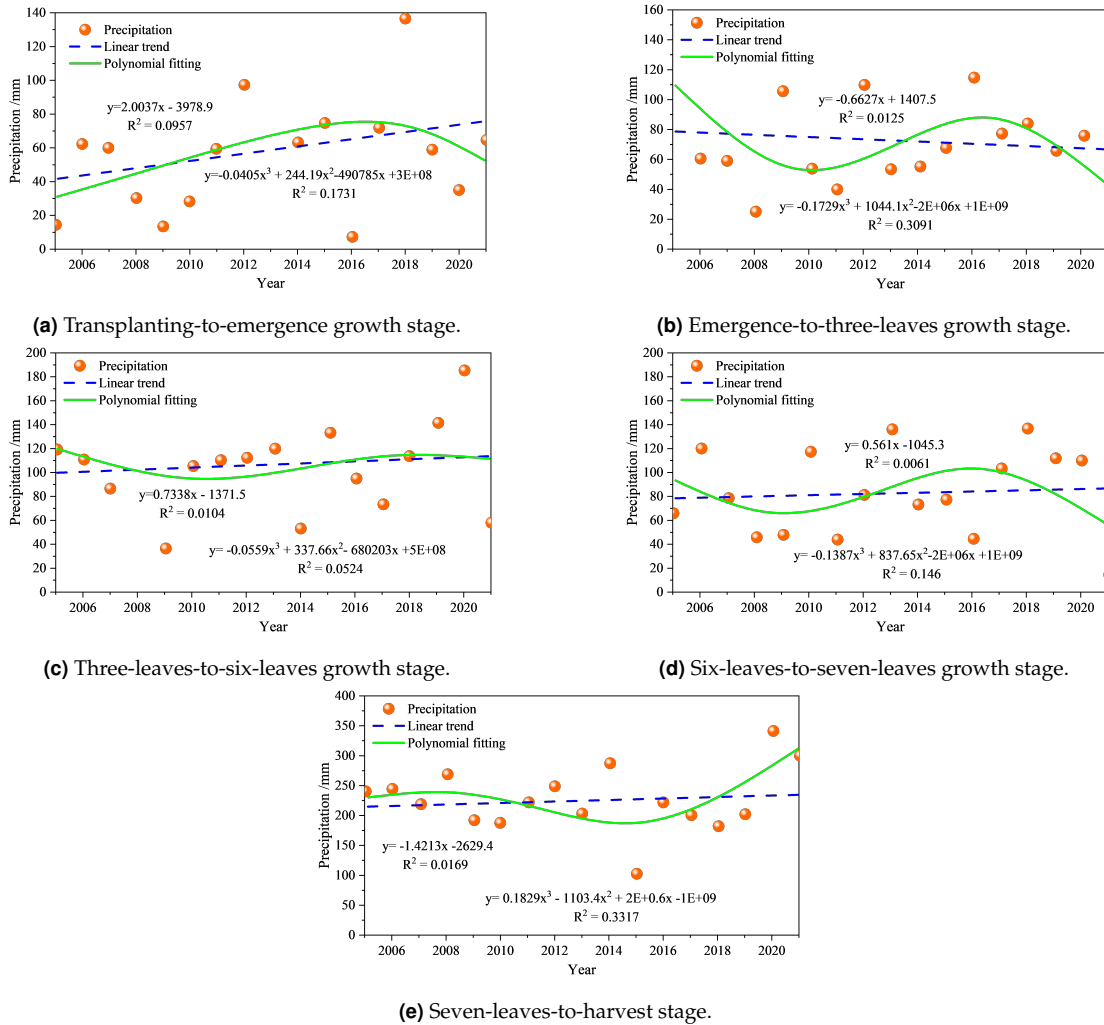 140
120
100
80
60
40
20
0
Precipitation /mm
Precipitation
Linear trend
Polynomial fitting
y=2.0037x - 3978.9
R² = 0.0957
y=-0.0405x³ + 244.19x²-490785x +3E+08
R² = 0.1731
2006 2008 2010 2012 2014 2016 2018 2020
Year
(a) Transplanting-to-emergence growth stage.
160
140
120
100
80
60
40
20
0
Precipitation /mm
Precipitation
Linear trend
Polynomial fitting
y= -0.6627x + 1407.5
R² = 0.0125
y= -0.1729x³ + 1044.1x²-2E+06x +1E+09
R² = 0.3091
2006 2008 2010 2012 2014 2016 2018 2020
Year
(b) Emergence-to-three-leaves growth stage.
200
180
160
140
120
100
80
60
40
20
0
Precipitation /mm
Precipitation
Linear trend
Polynomial fitting
y= 0.7338x - 1371.5
R² = 0.0104
y= -0.0559x³ + 337.66x²- 680203x +5E+08
R² = 0.0524
2006 2008 2010 2012 2014 2016 2018 2020
Year
(c) Three-leaves-to-six-leaves growth stage.
200
180
160
140
120
100
80
60
40
20
0
Precipitation /mm
Precipitation
Linear trend
Polynomial fitting
y= 0.561x -1045.3
R² = 0.0061
y= -0.1387x³ + 837.65x²-2E+06x +1E+09
R² = 0.146
2006 2008 2010 2012 2014 2016 2018 2020
Year
(d) Six-leaves-to-seven-leaves growth stage.
400
350
300
250
200
150
100
50
0
Precipitation /mm
Precipitation
Linear trend
Polynomial fitting
y= -1.4213x -2629.4
R² = 0.0169
y= 0.1829x³ - 1103.4x² + 2E+0.6x -1E+09
R² = 0.3317
2006 2008 2010 2012 2014 2016 2018 2020
Year
(e) Seven-leaves-to-harvest stage.